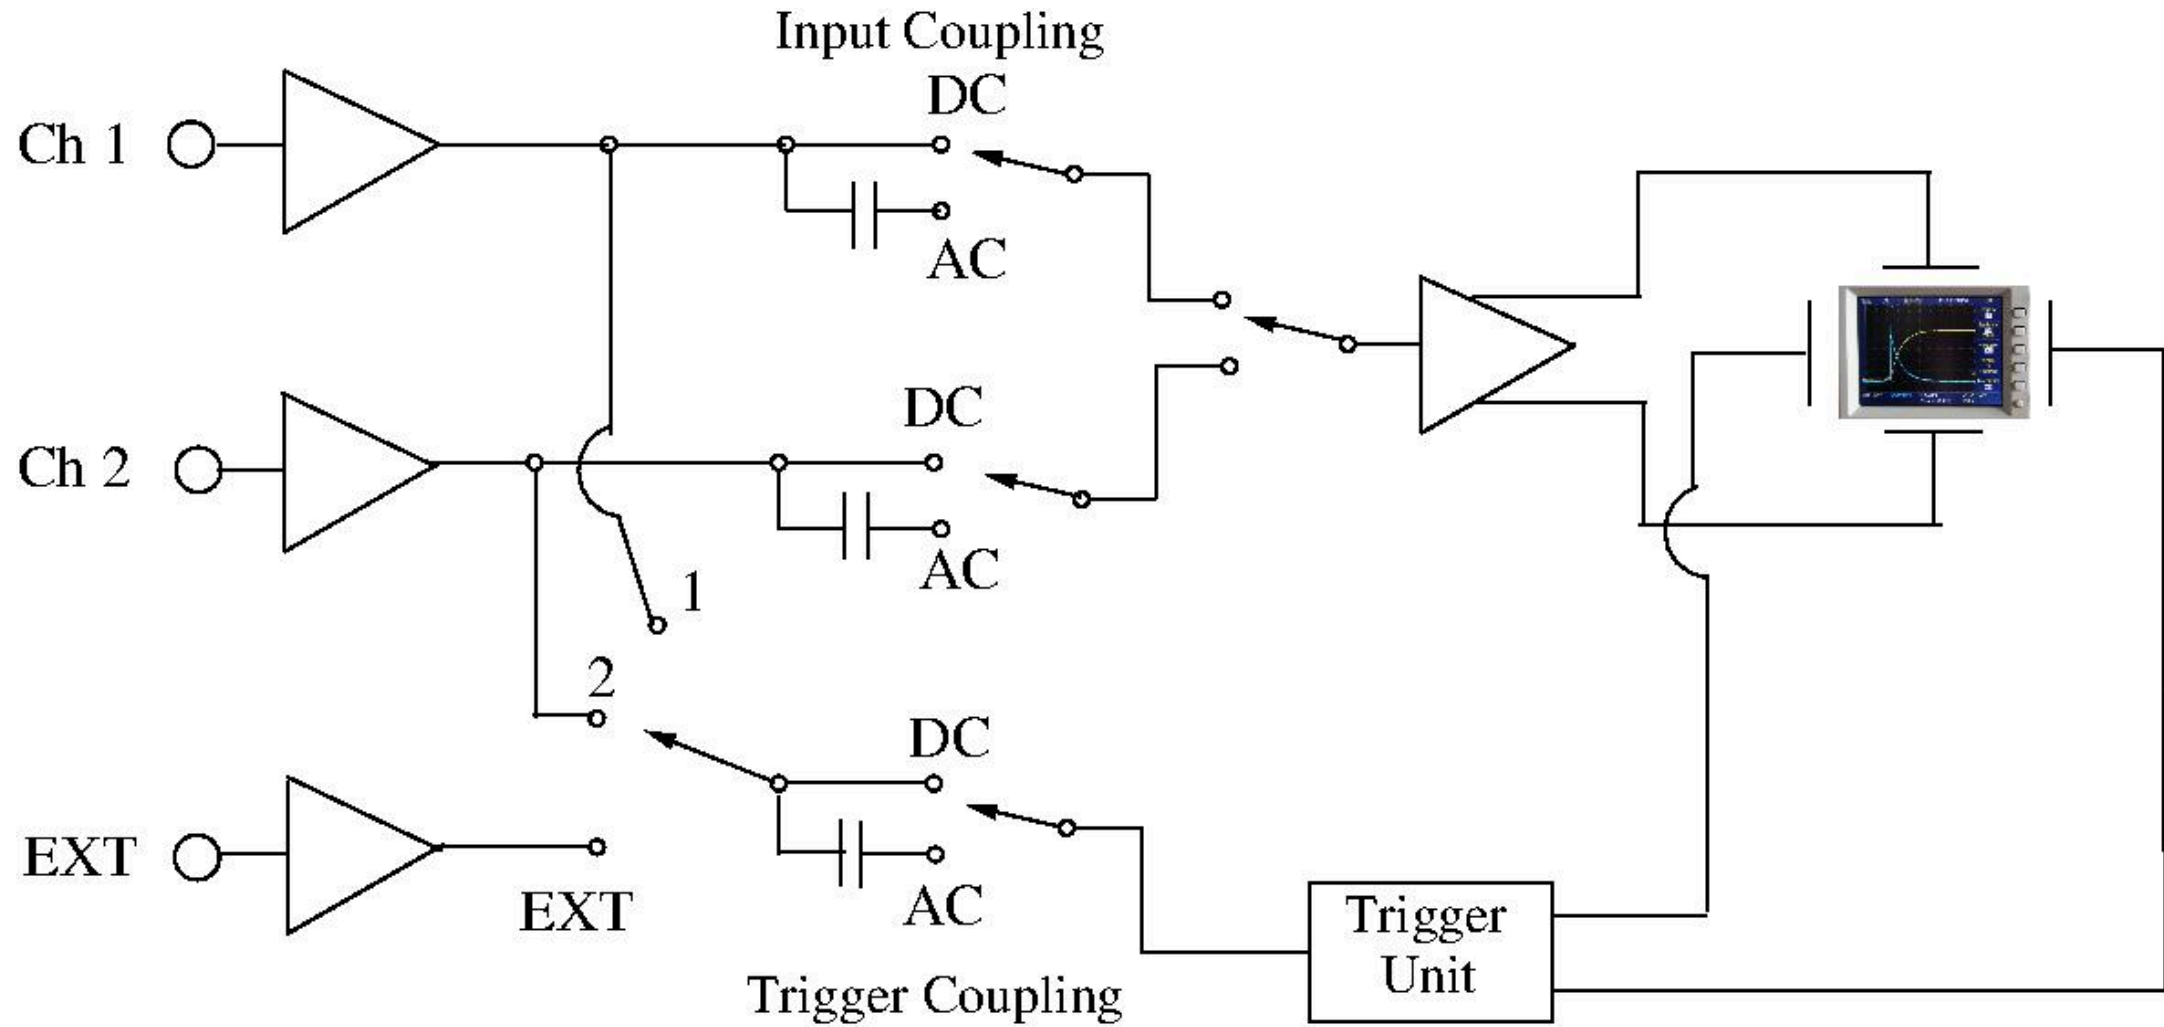 Input Coupling
DC
Ch 1
AC
DC
Ch 2
AC
1
2
DC
EXT
EXT
AC
Trigger
Unit
Trigger Coupling